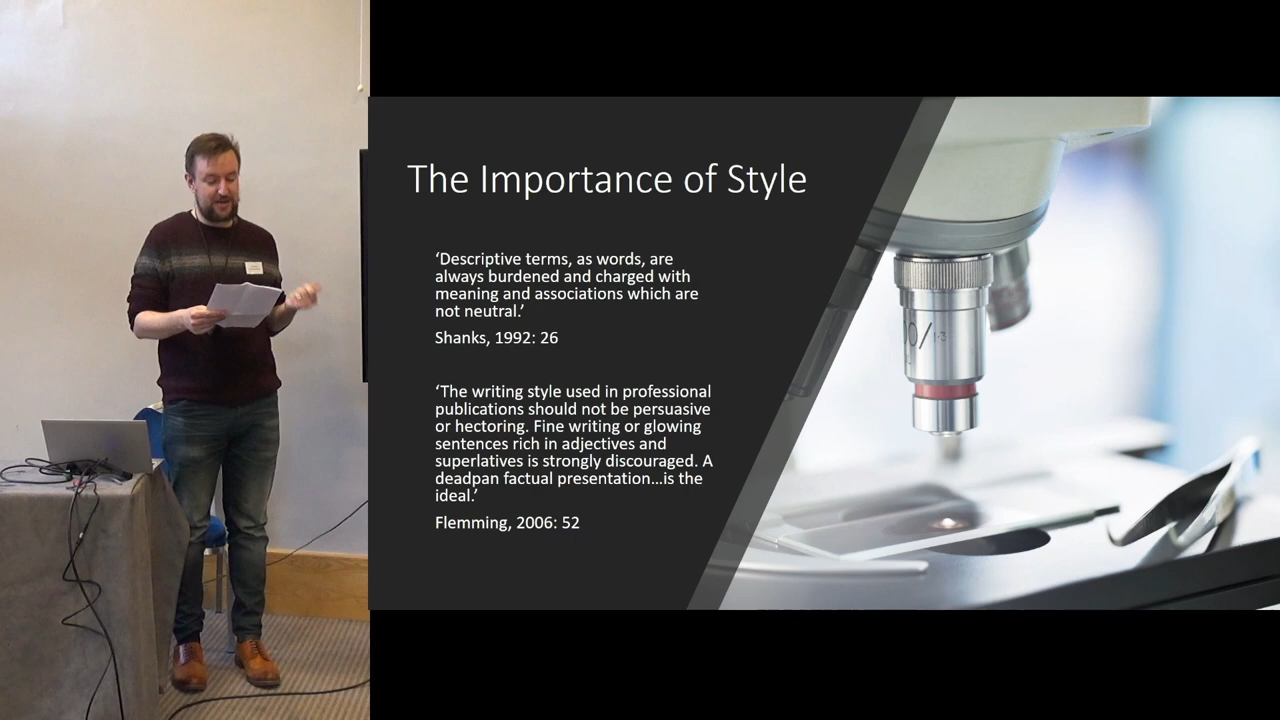 The Importance of Style
‘Descriptive terms, as words, are
always burdened and charged with
meaning and associations which are
not neutral.’
Shanks, 1992: 26
‘The writing style used in professional
publications should not be persuasive
or hectoring. Fine writing or glowing
sentences rich in adjectives and
superlatives is strongly discouraged. A
deadpan factual presentation…is the
ideal.’
Flemming, 2006: 52